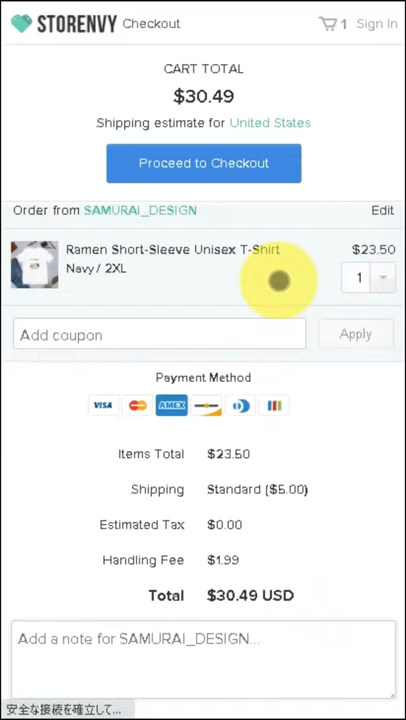 STORENVY Checkout 1 Sign In
CART TOTAL
$30.49
Shipping estimate for United States
Proceed to Checkout
Order from SAMURAI_DESIGN Edit
Ramen Short-Sleeve Unisex T-Shirt $23.50
Navy / 2XL 1
Add coupon Apply
Payment Method
VISA AMEX
Items Total $23.50
Shipping Standard ($5.00)
Estimated Tax $0.00
Handling Fee $1.99
Total $30.49 USD
Add a note for SAMURAI_DESIGN...
安全な接続を確立して...